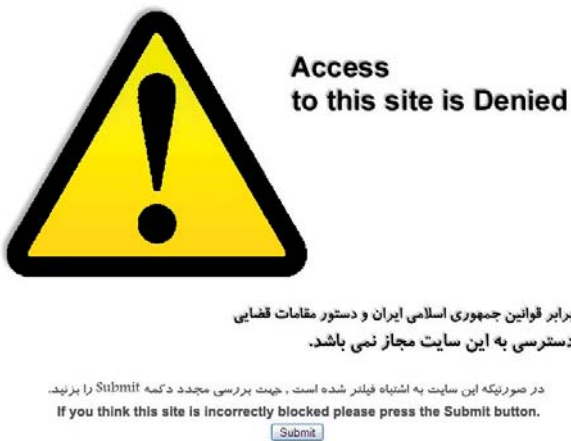 Access
to this site is Denied
برابر قوانین جمهوری اسلامی ایران و دستور مقامات قضایی
دسترسی به این سایت مجاز نمی باشد.
در صورتیکه این سایت به اشتباه فیلتر شده است , جهت بررسی مجدد دکمه Submit را بزنید.
If you think this site is incorrectly blocked please press the Submit button.
Submit